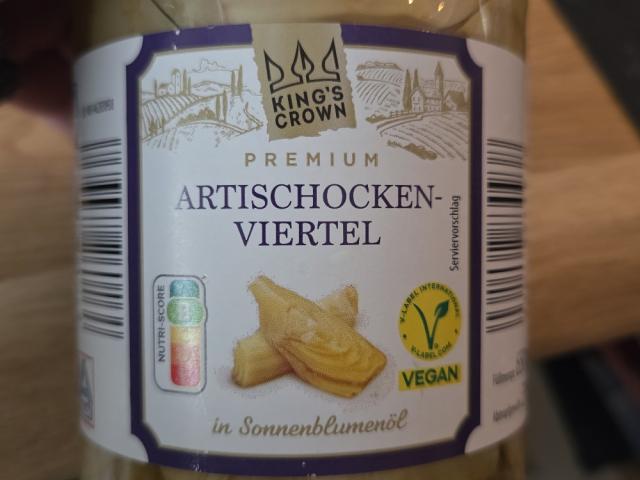 KING'S
CROWN
PREMIUM
ARTISCHOCKEN-
VIERTEL
Serviervorschlag
NUTRI-SCORE
B
V-LABEL INTERNATIONAL
V-LABEL.COM
VEGAN
in Sonnenblumenöl